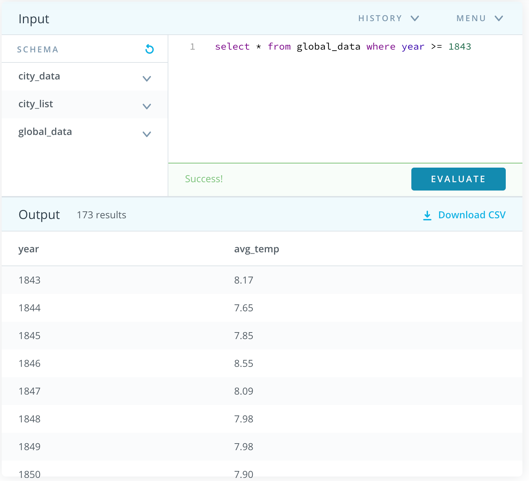 Input HISTORY MENU
SCHEMA
1 select * from global_data where year >= 1843
city_data
city_list
global_data
Success! EVALUATE
Output 173 results Download CSV
year avg_temp
1843 8.17
1844 7.65
1845 7.85
1846 8.55
1847 8.09
1848 7.98
1849 7.98
1850 7.90